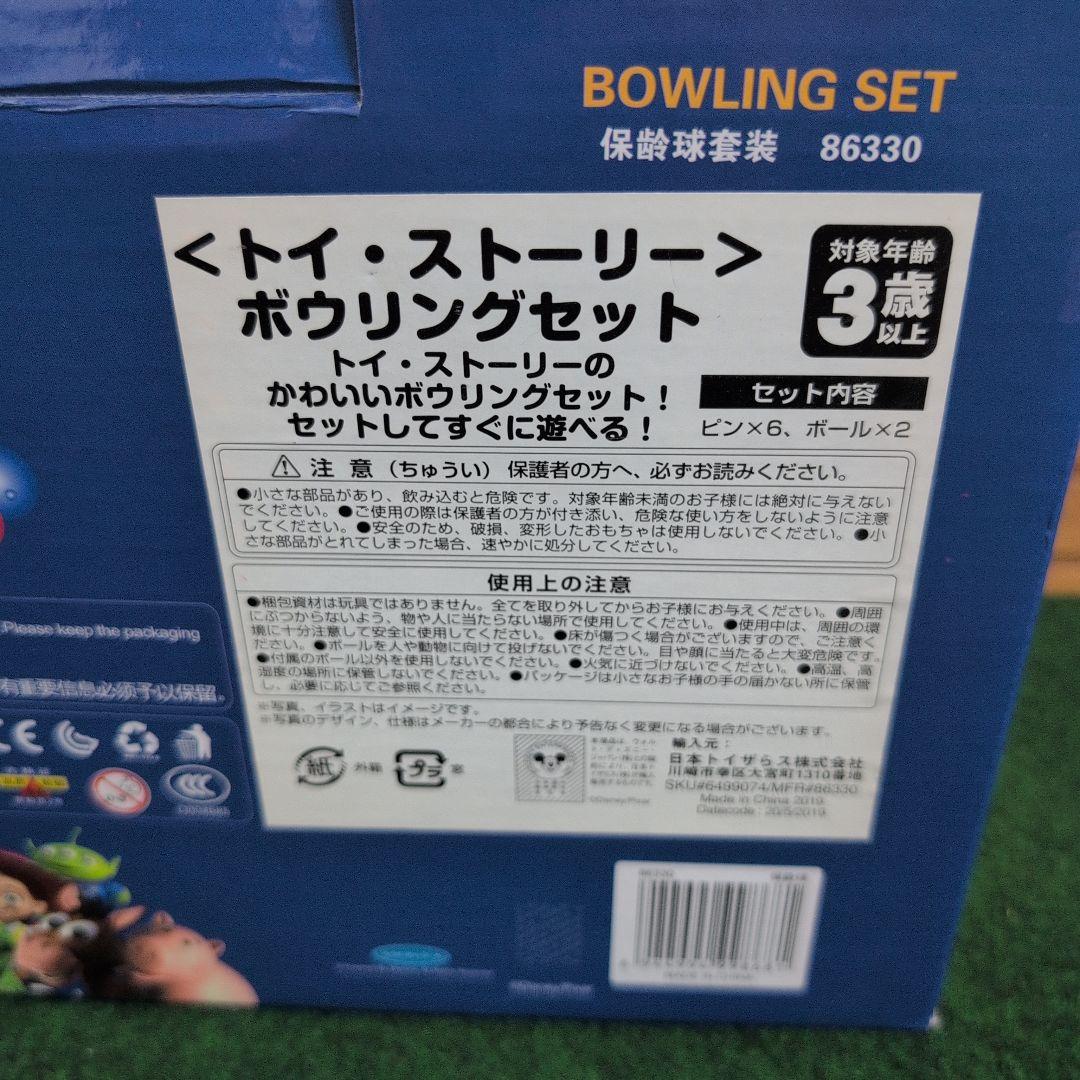 BOWLING SET
保龄球套装 86330
<トイ・ストーリー>
ボウリングセット
トイ・ストーリーの
かわいいボウリングセット!
セットしてすぐに遊べる!
対象年齢
3歳
以上
セット内容
ピン×6、ボール×2
⚠注 意(ちゅうい)保護者の方へ、必ずお読みください。
●小さな部品があり、飲み込むと危険です。対象年齢未満のお子様には絶対に与えない
でください。●ご使用の際は保護者の方が付き添い、危険な使い方をしないように注意
してください。●安全のため、破損、変形したおもちゃは使用しないでください。●小
さな部品がとれてしまった場合、速やかに処分してください。
使用上の注意
●梱包資材は玩具ではありません。全てを取り外してからお子様にお与えください。●周囲
にぶつからないよう、物や人に当たらない場所で使用してください。●使用中は、周囲の環
境に十分注意して安全に使用してください。●床が傷つく場合がございますので、ご注意く
ださい。●ボールを人や動物に向けて投げないでください。目や顔に当たると大変危険です。
●付属のボール以外を使用しないでください。●火気に近づけないでください。●高温、高
湿度の場所に保管しないでください。●パッケージは小さなお子様の手の届かない所に保管
し、必要に応じてご参照ください。
※写真、イラストはイメージです。
※写真のデザイン、仕様はメーカーの都合により予告なく変更になる場合がございます。
紙 外箱 プラ 窓
©Disney/Pixar
輸入元:
日本トイザらス株式会社
川崎市幸区大宮町1310番地
SKU#6499074/MFR#86330
Made in China 2019.
Datecode : 20/5/2019
Please keep the packaging
有重要信息必须予以保留。
CE
86330
MADE IN CHINA